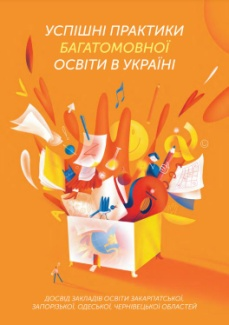 УСПІШНІ ПРАКТИКИ
БАГАТОМОВНОЇ
ОСВІТИ В УКРАЇНІ
ДОСВІД ЗАКЛАДІВ ОСВІТИ ЗАКАРПАТСЬКОЇ,
ЗАПОРІЗЬКОЇ, ОДЕСЬКОЇ, ЧЕРНІВЕЦЬКОЇ ОБЛАСТЕЙ